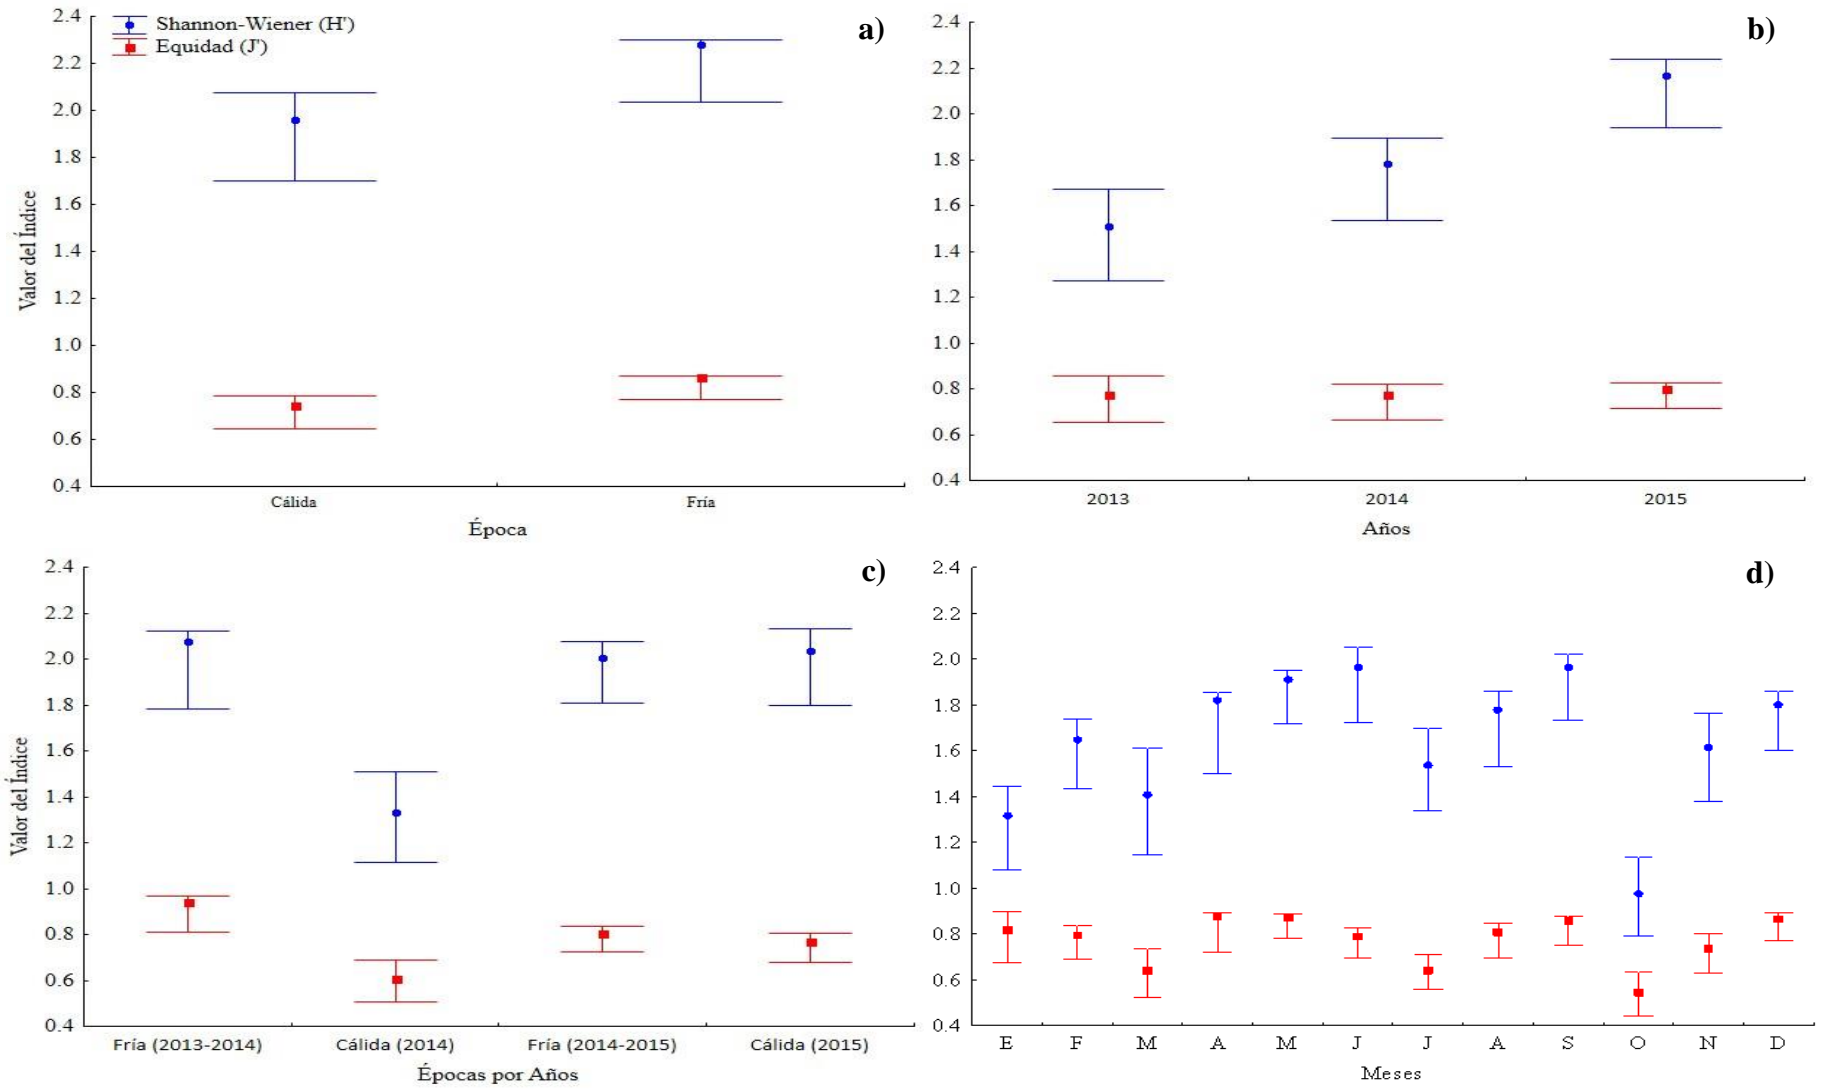 Shannon-Wiener (H')
Equidad (J')
a)
Valor del Índice
2.4
2.2
2.0
1.8
1.6
1.4
1.2
1.0
0.8
0.6
0.4
Cálida Fría
Época
b)
2.4
2.2
2.0
1.8
1.6
1.4
1.2
1.0
0.8
0.6
0.4
2013 2014 2015
Años
c)
Valor del Índice
2.4
2.2
2.0
1.8
1.6
1.4
1.2
1.0
0.8
0.6
0.4
Fría (2013-2014) Cálida (2014) Fría (2014-2015) Cálida (2015)
Épocas por Años
d)
2.4
2.2
2.0
1.8
1.6
1.4
1.2
1.0
0.8
0.6
0.4
E F M A M J J A S O N D
Meses